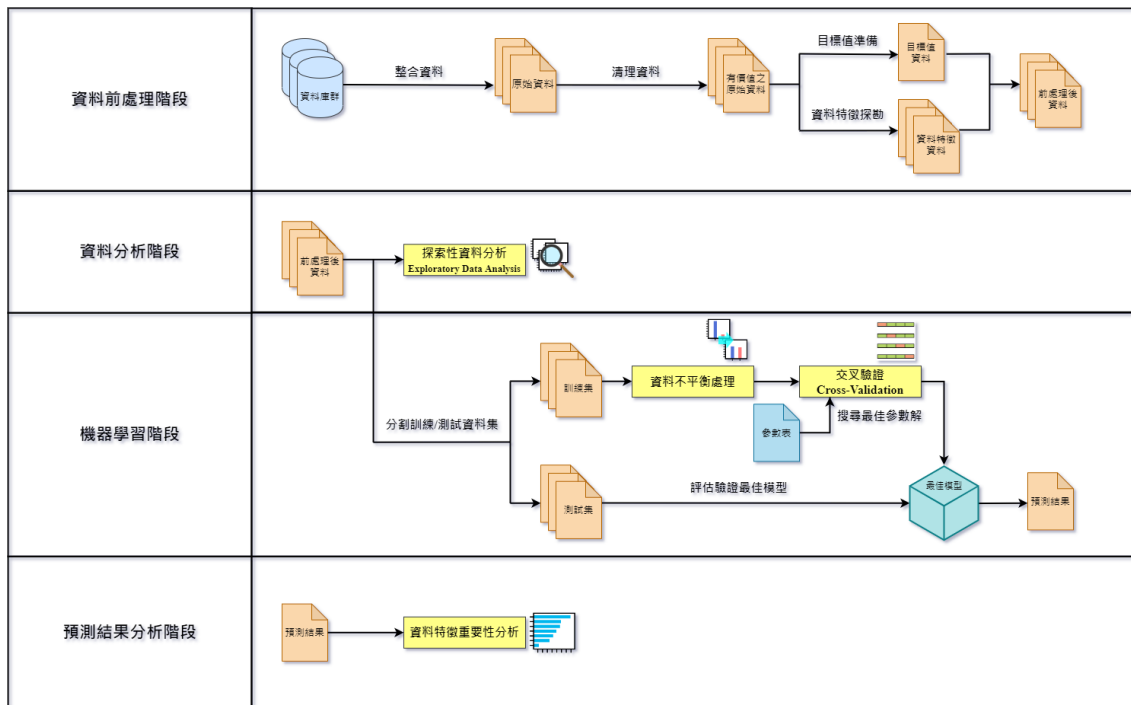 資料前處理階段
資料庫群
整合資料
原始資料
清理資料
有價值之
原始資料
目標值準備
目標值
資料
資料特徵探勘
資料特徵
資料
前處理後
資料
資料分析階段
前處理後
資料
探索性資料分析
Exploratory Data Analysis
機器學習階段
分割訓練/測試資料集
訓練集
資料不平衡處理
交叉驗證
Cross-Validation
參數表
搜尋最佳參數解
測試集
評估驗證最佳模型
最佳模型
預測結果
預測結果分析階段
預測結果
資料特徵重要性分析